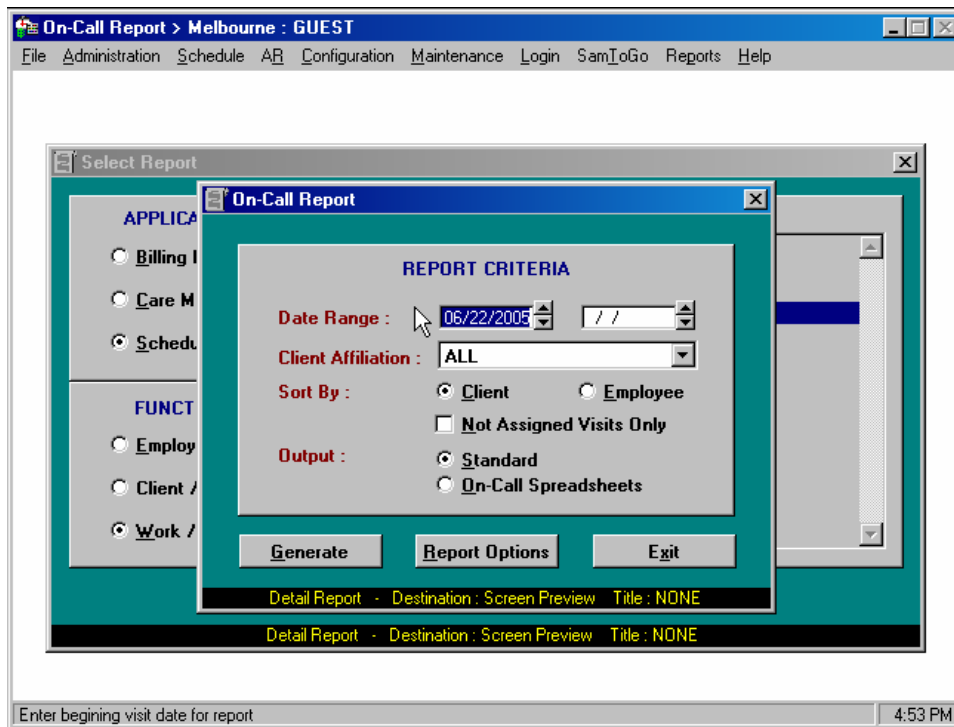 On-Call Report > Melbourne : GUEST
File Administration Schedule AR Configuration Maintenance Login SamToGo Reports Help
Select Report
On-Call Report
APPLICA
Billing
Care M
Schedu
FUNCT
Employ
Client
Work /
REPORT CRITERIA
Date Range : 06/22/2005 / /
Client Affiliation : ALL
Sort By : Client Employee
Not Assigned Visits Only
Output : Standard
On-Call Spreadsheets
Generate Report Options Exit
Detail Report - Destination : Screen Preview Title : NONE
Detail Report - Destination : Screen Preview Title : NONE
Enter begining visit date for report 4:53 PM